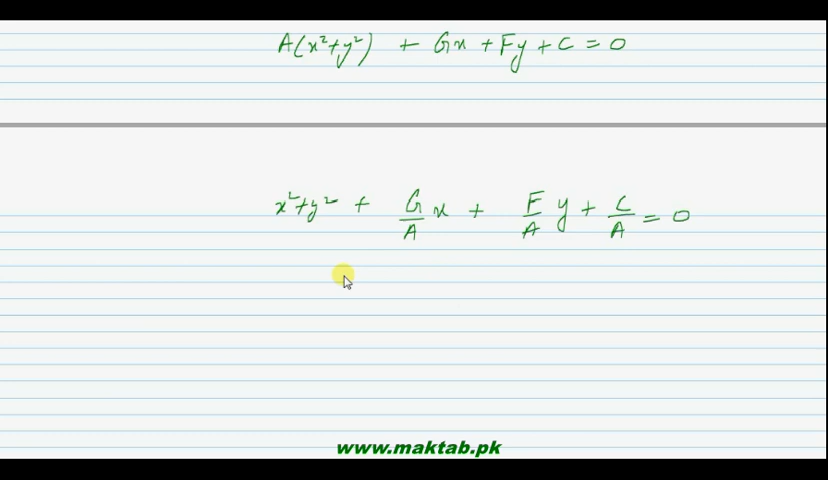 A(x²+y²) + Gx + Fy + C = 0
x²+y² + G/A x + F/A y + C/A = 0
www.maktab.pk